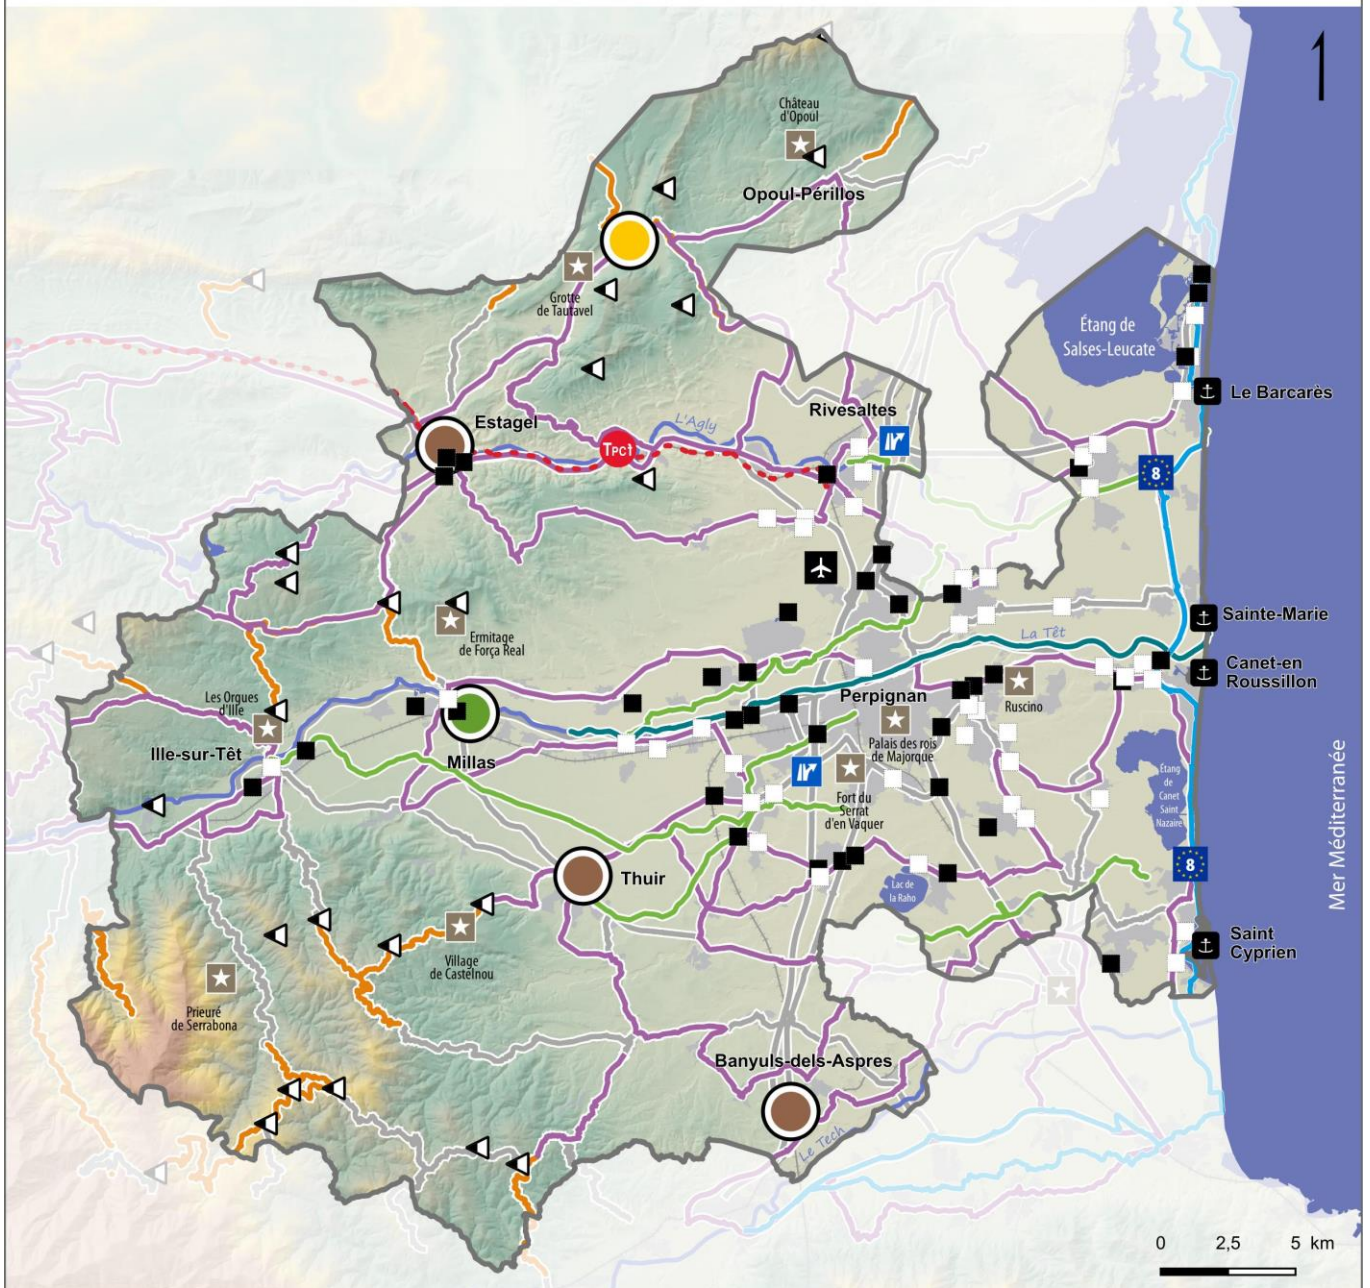 Château
d'Opoul
Opoul-Périllos
Grotte
de Tautavel
Étang de
Salses-Leucate
Le Barcarès
Rivesaltes
Estagel
L'Agly
TPCF
8
Ermitage
de Força Real
Sainte-Marie
La Têt
Canet-en
Roussillon
Les Orgues
d'Ille
Ille-sur-Têt
Perpignan
Ruscino
Palais des rois
de Majorque
Millas
Étang
de
Canet
Saint
Nazaire
Fort du
Serrat
d'en Vaquer
Mer Méditerranée
Thuir
8
Lac de
la Raho
Village
de Castelnou
Saint
Cyprien
Prieuré
de Serrabona
Banyuls-dels-Aspres
Le Tech
0 2,5 5 km